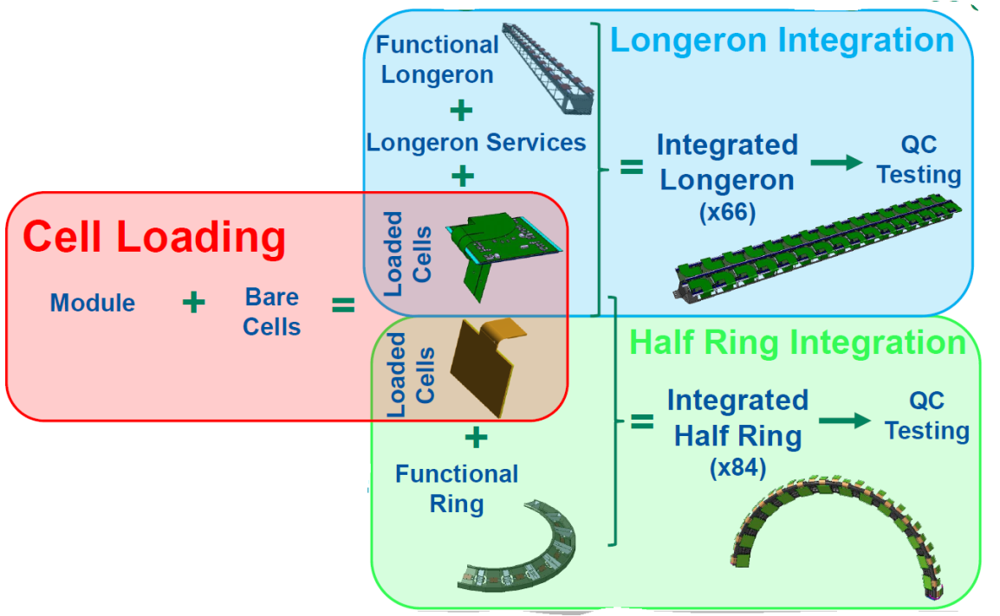 Longeron Integration
Functional
Longeron
+
Longeron Services
+
Loaded
Cells
=
Integrated
Longeron
(x66)
QC
Testing
Cell Loading
Module
+
Bare
Cells
=
Half Ring Integration
Loaded
Cells
+
Functional
Ring
=
Integrated
Half Ring
(x84)
QC
Testing